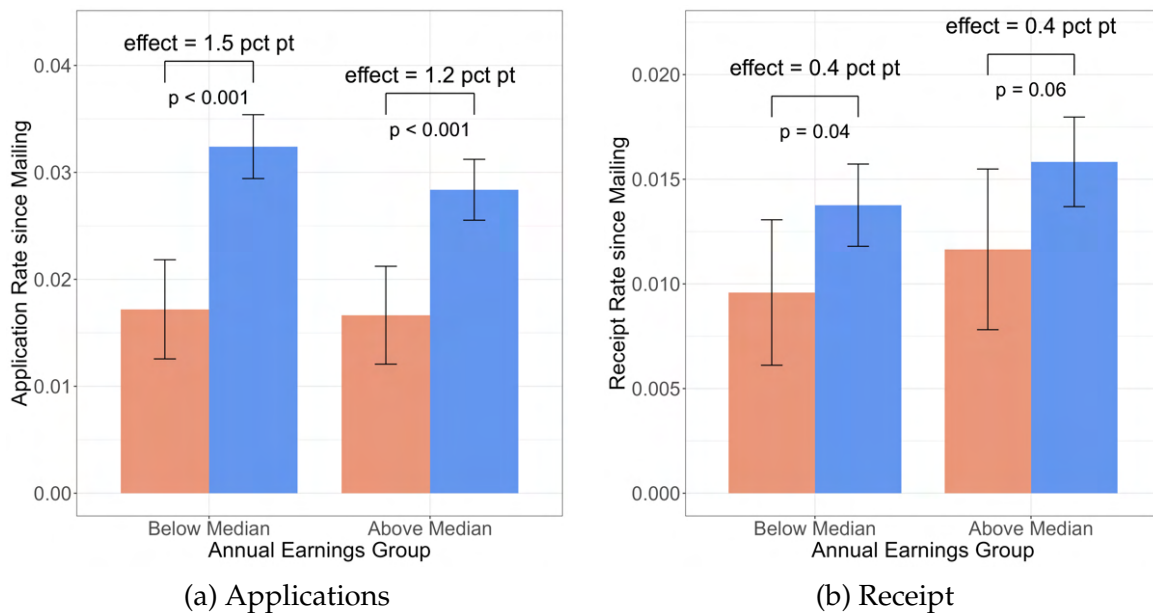 effect = 1.5 pct pt
p < 0.001
effect = 1.2 pct pt
p < 0.001
0.04
0.03
0.02
0.01
0.00
Application Rate since Mailing
Below Median
Above Median
Annual Earnings Group
(a) Applications
effect = 0.4 pct pt
p = 0.04
effect = 0.4 pct pt
p = 0.06
0.020
0.015
0.010
0.005
0.000
Receipt Rate since Mailing
Below Median
Above Median
Annual Earnings Group
(b) Receipt